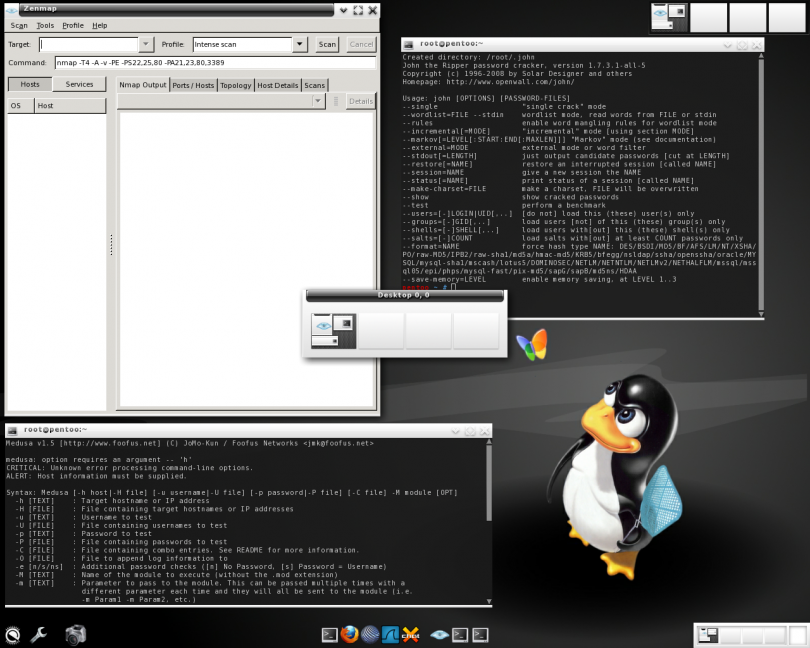 Zenmap
Scan Tools Profile Help
Target: Profile: Intense scan Scan Cancel
Command: nmap -T4 -A -v -PE -PS22,25,80 -PA21,23,80,3389
Hosts Services
Nmap Output Ports / Hosts Topology Host Details Scans
OS Host
Details
root@pentoo:~
Created directory: /root/.john
John the Ripper password cracker, version 1.7.3.1-all-5
Copyright (c) 1996-2008 by Solar Designer and others
Homepage: http://www.openwall.com/john/
Usage: john [OPTIONS] [PASSWORD-FILES]
--single "single crack" mode
--wordlist=FILE --stdin wordlist mode, read words from FILE or stdin
--rules enable word mangling rules for wordlist mode
--incremental[=MODE] "incremental" mode [using section MODE]
--markov[=LEVEL[:START:END[:MAXLEN]]] "Markov" mode (see documentation)
--external=MODE external mode or word filter
--stdout[=LENGTH] just output candidate passwords [cut at LENGTH]
--restore[=NAME] restore an interrupted session [called NAME]
--session=NAME give a new session the NAME
--status[=NAME] print status of a session [called NAME]
--make-charset=FILE make a charset, FILE will be overwritten
--show show cracked passwords
--test perform a benchmark
--users=[-]LOGIN|UID[,...] [do not] load this (these) user(s) only
--groups=[-]GID[,...] load users [not] of this (these) group(s) only
--shells=[-]SHELL[,...] load users with[out] this (these) shell(s) only
--salts=[-]COUNT load salts with[out] at least COUNT passwords only
--format=NAME force hash type NAME: DES/BSDI/MD5/BF/AFS/LM/NT/XSHA/
PO/raw-MD5/IPB2/raw-sha1/md5a/hmac-md5/KRB5/bfegg/nsldap/ssha/openssha/oracle/MY
SQL/mysql-sha1/mscash/lotus5/DOMINOSEC/NETLM/NETNTLM/NETLMv2/NETHALFLM/mssql/mss
ql05/epi/phps/mysql-fast/pix-md5/sapG/sapB/md5ns/HDAA
--save-memory=LEVEL enable memory saving, at LEVEL 1..3
pentoo ~ #
Desktop 0, 0
root@pentoo:~
Medusa v1.5 [http://www.foofus.net] (C) JoMo-Kun / Foofus Networks <jmk@foofus.net>
medusa: option requires an argument -- 'h'
CRITICAL: Unknown error processing command-line options.
ALERT: Host information must be supplied.
Syntax: Medusa [-h host|-H file] [-u username|-U file] [-p password|-P file] [-C file] -M module [OPT]
-h [TEXT] : Target hostname or IP address
-H [FILE] : File containing target hostnames or IP addresses
-u [TEXT] : Username to test
-U [FILE] : File containing usernames to test
-p [TEXT] : Password to test
-P [FILE] : File containing passwords to test
-C [FILE] : File containing combo entries. See README for more information.
-O [FILE] : File to append log information to
-e [n/s/ns] : Additional password checks ([n] No Password, [s] Password = Username)
-M [TEXT] : Name of the module to execute (without the .mod extension)
-m [TEXT] : Parameter to pass to the module. This can be passed multiple times with a
different parameter each time and they will all be sent to the module (i.e.
-m Param1 -m Param2, etc.)
chat